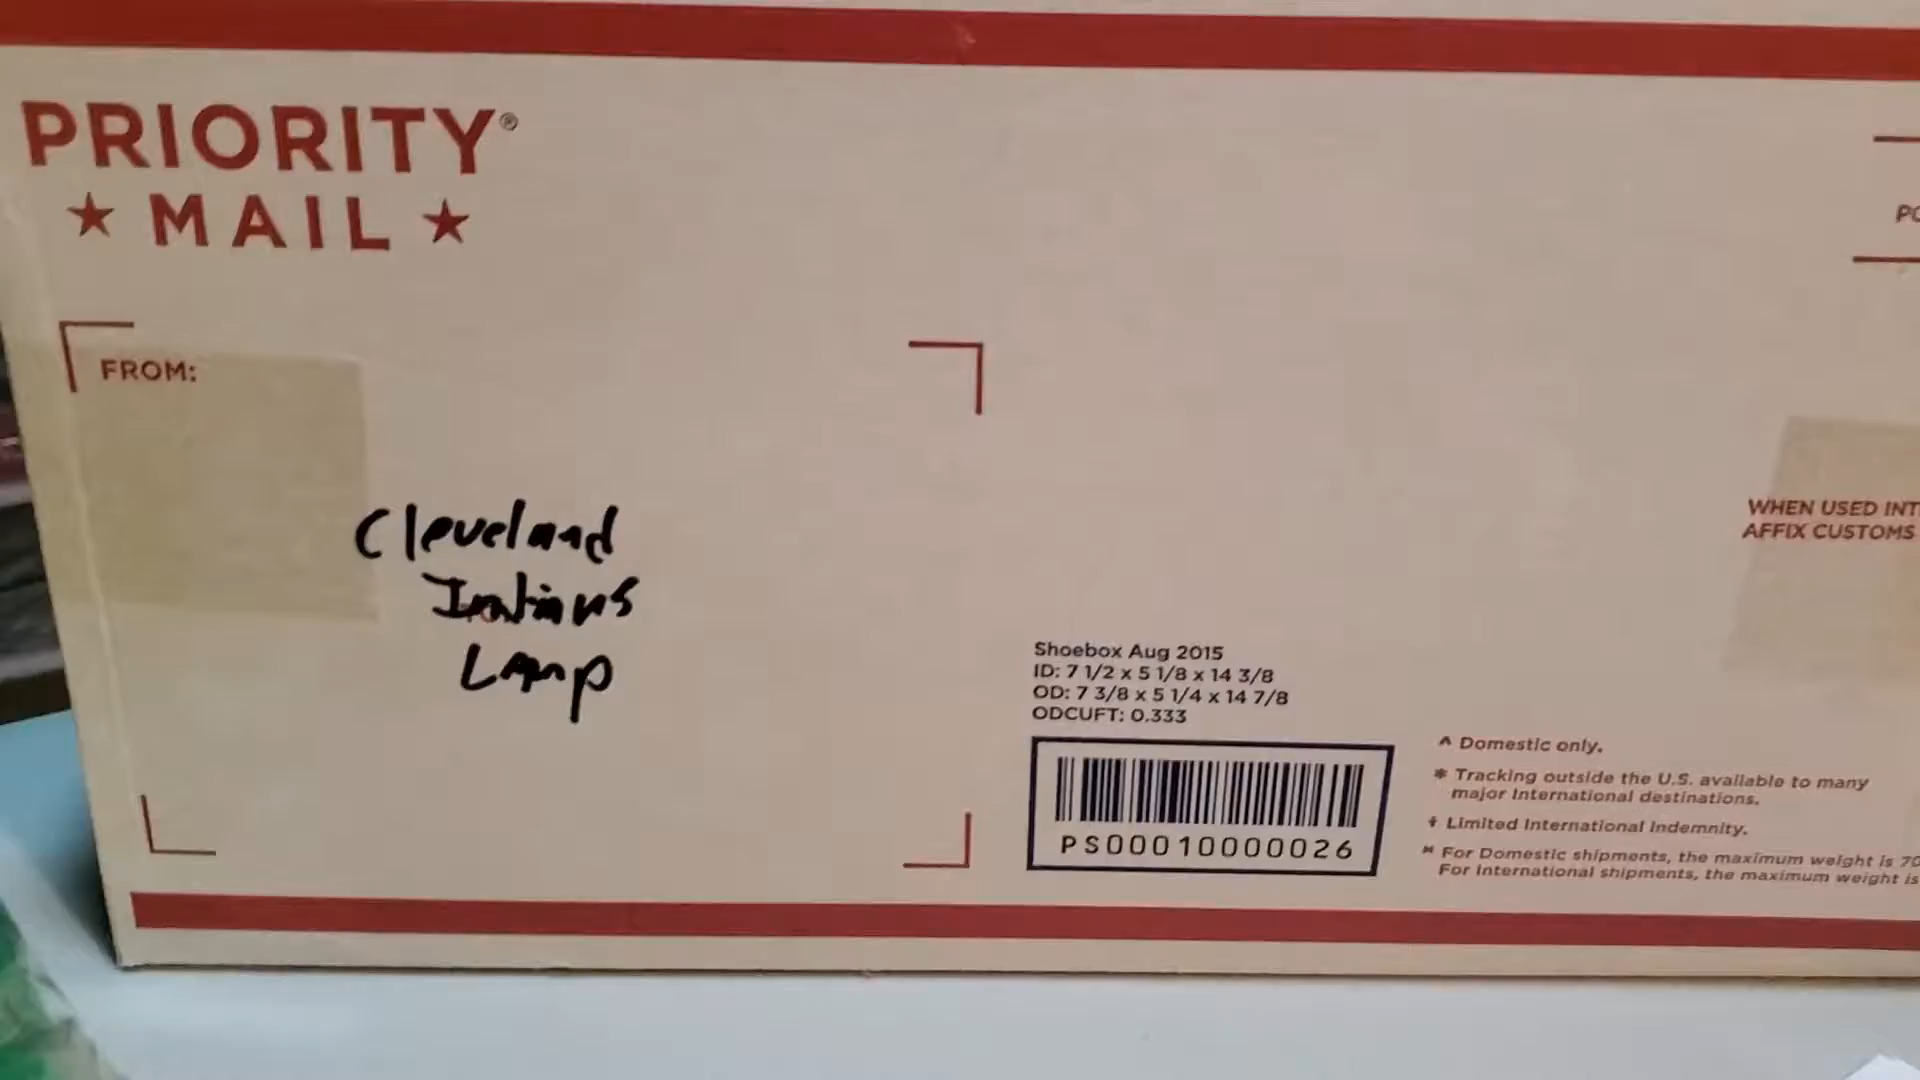 PRIORITY®
★ MAIL ★
PO
FROM:
WHEN USED INT
AFFIX CUSTOMS
Cleveland
Indians
Lamp
Shoebox Aug 2015
ID: 7 1/2 x 5 1/8 x 14 3/8
OD: 7 3/8 x 5 1/4 x 14 7/8
ODCUFT: 0.333
PS00010000026
^ Domestic only.
* Tracking outside the U.S. available to many
major International destinations.
‡ Limited International Indemnity.
¤ For Domestic shipments, the maximum weight is 70
For International shipments, the maximum weight is